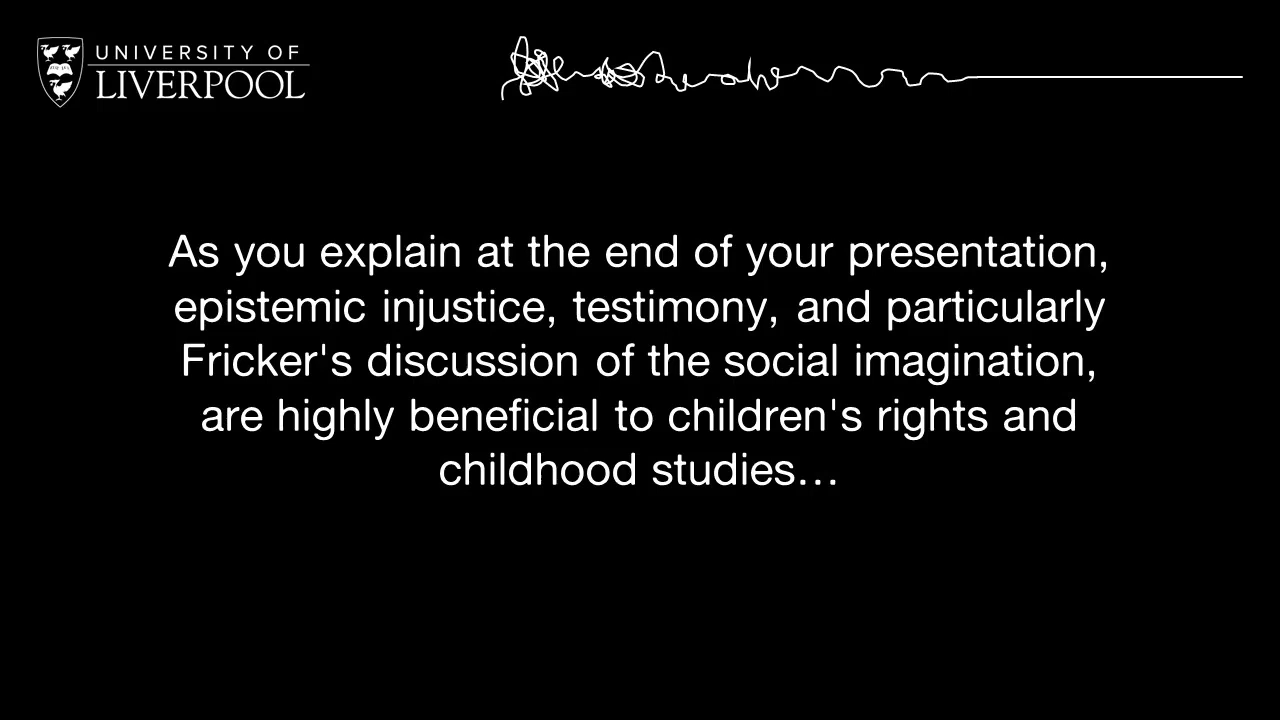 UNIVERSITY OF
LIVERPOOL
As you explain at the end of your presentation,
epistemic injustice, testimony, and particularly
Fricker's discussion of the social imagination,
are highly beneficial to children's rights and
childhood studies…